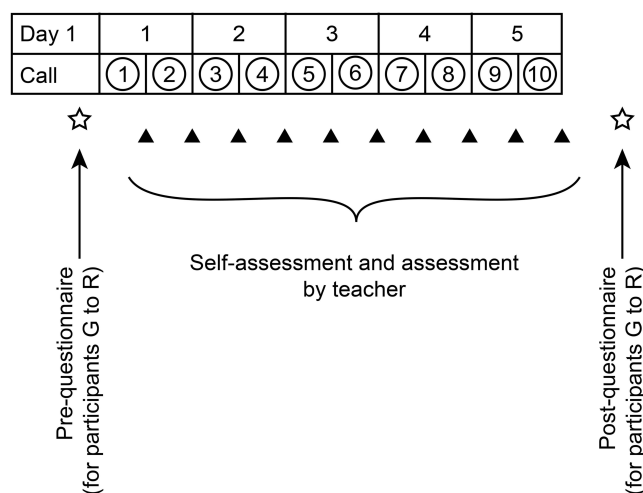 Day 1 1 2 3 4 5
Call 1 2 3 4 5 6 7 8 9 10
Self-assessment and assessment
by teacher
Pre-questionnaire
(for participants G to R)
Post-questionnaire
(for participants G to R)